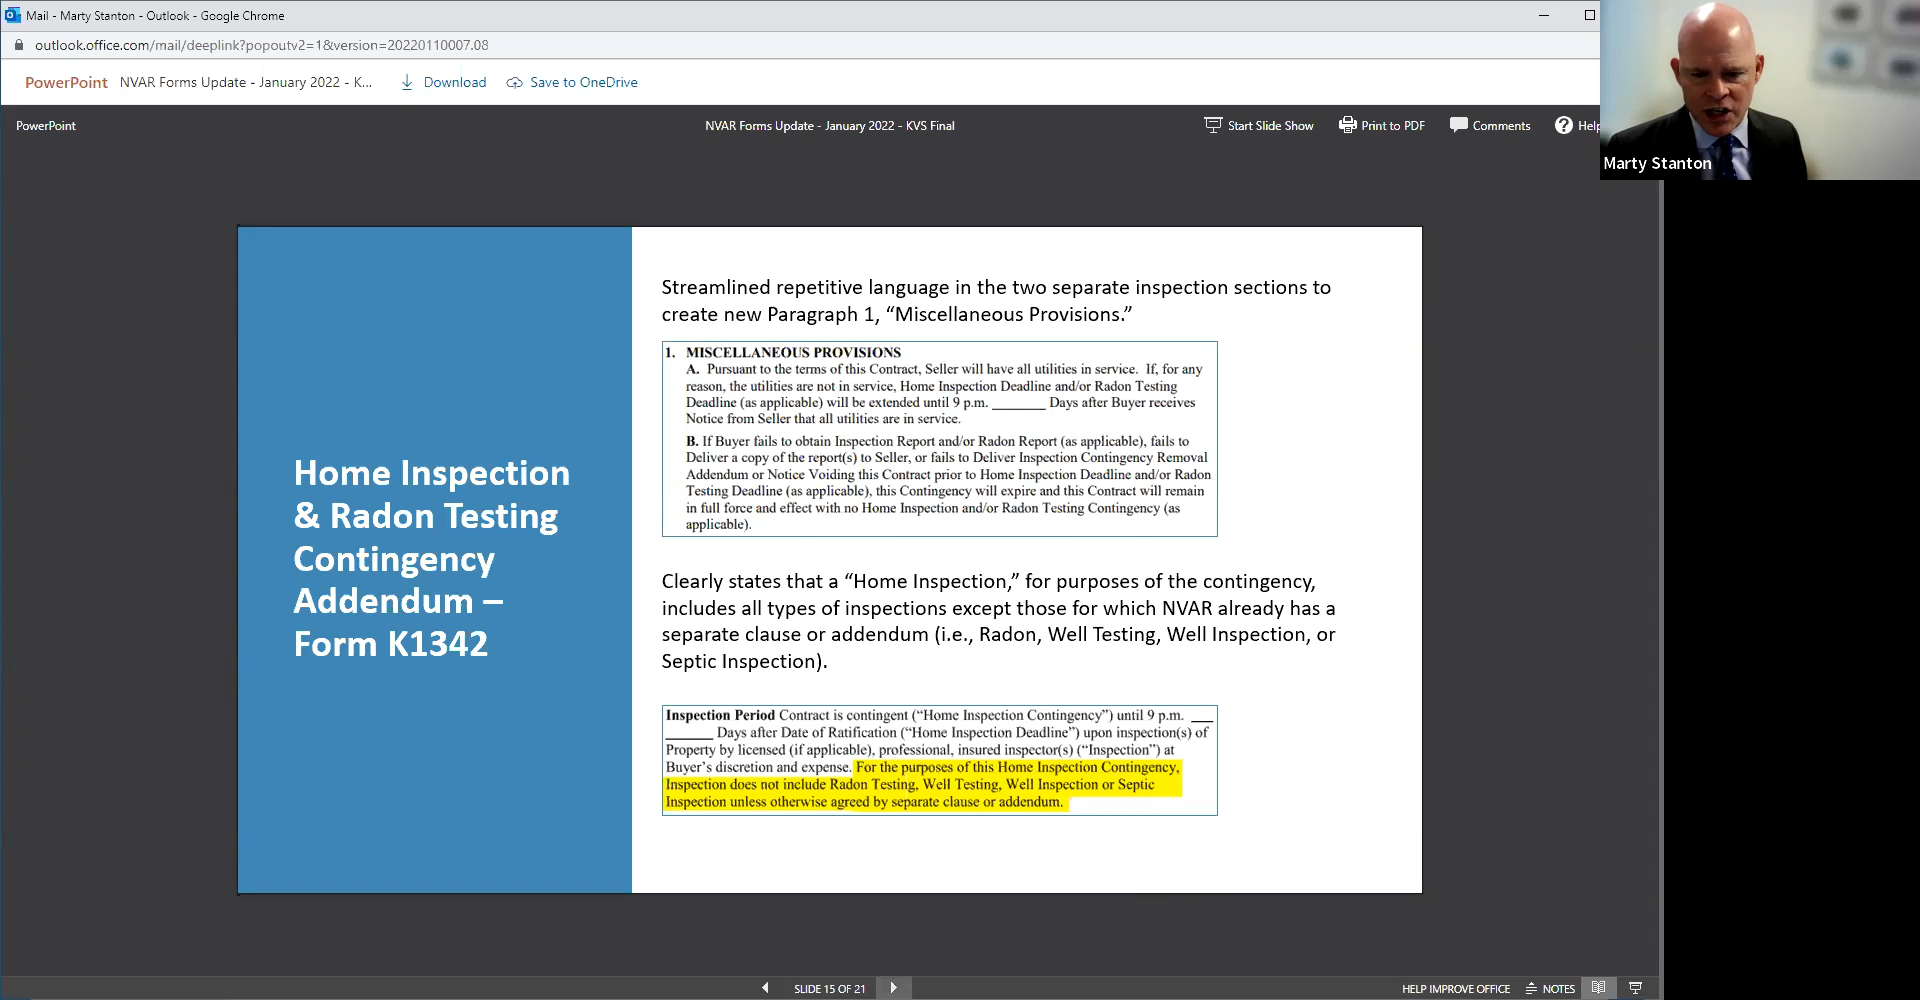 Mail - Marty Stanton - Outlook - Google Chrome
outlook.office.com/mail/deeplink?popoutv2=1&version=20220110007.08
PowerPoint NVAR Forms Update - January 2022 - K... Download Save to OneDrive
PowerPoint NVAR Forms Update - January 2022 - KVS Final Start Slide Show Print to PDF Comments Help
Marty Stanton
Home Inspection
& Radon Testing
Contingency
Addendum –
Form K1342
Streamlined repetitive language in the two separate inspection sections to
create new Paragraph 1, “Miscellaneous Provisions.”
1. MISCELLANEOUS PROVISIONS
A. Pursuant to the terms of this Contract, Seller will have all utilities in service. If, for any
reason, the utilities are not in service, Home Inspection Deadline and/or Radon Testing
Deadline (as applicable) will be extended until 9 p.m. ________ Days after Buyer receives
Notice from Seller that all utilities are in service.
B. If Buyer fails to obtain Inspection Report and/or Radon Report (as applicable), fails to
Deliver a copy of the report(s) to Seller, or fails to Deliver Inspection Contingency Removal
Addendum or Notice Voiding this Contract prior to Home Inspection Deadline and/or Radon
Testing Deadline (as applicable), this Contingency will expire and this Contract will remain
in full force and effect with no Home Inspection and/or Radon Testing Contingency (as
applicable).
Clearly states that a “Home Inspection,” for purposes of the contingency,
includes all types of inspections except those for which NVAR already has a
separate clause or addendum (i.e., Radon, Well Testing, Well Inspection, or
Septic Inspection).
Inspection Period Contract is contingent (“Home Inspection Contingency”) until 9 p.m. ___
_______ Days after Date of Ratification (“Home Inspection Deadline”) upon inspection(s) of
Property by licensed (if applicable), professional, insured inspector(s) (“Inspection”) at
Buyer’s discretion and expense. For the purposes of this Home Inspection Contingency,
Inspection does not include Radon Testing, Well Testing, Well Inspection or Septic
Inspection unless otherwise agreed by separate clause or addendum.
SLIDE 15 OF 21 HELP IMPROVE OFFICE NOTES